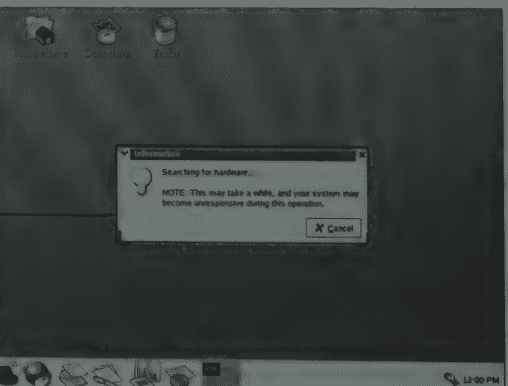 Trash
Information
Searching for hardware...
NOTE: This may take a while, and your system may
become unresponsive during this operation.
Cancel
12:00 PM